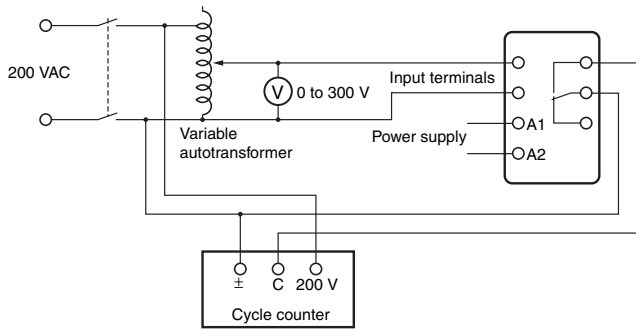 200 VAC
V
0 to 300 V
Variable
autotransformer
Input terminals
Power supply
A1
A2
± C 200 V
Cycle counter